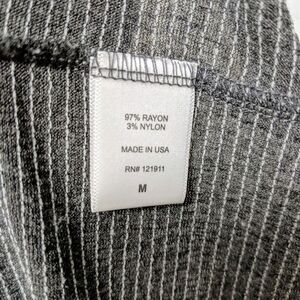 97% RAYON
3% NYLON
MADE IN USA
RN# 121911
M